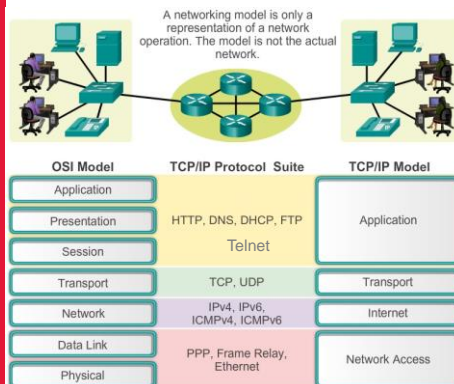 A networking model is only a
representation of a network
operation. The model is not the actual
network.
OSI Model TCP/IP Protocol Suite TCP/IP Model
Application
Presentation
Session
HTTP, DNS, DHCP, FTP
Telnet
Application
Transport TCP, UDP Transport
Network
IPv4, IPv6,
ICMPv4, ICMPv6
Internet
Data Link
Physical
PPP, Frame Relay,
Ethernet
Network Access